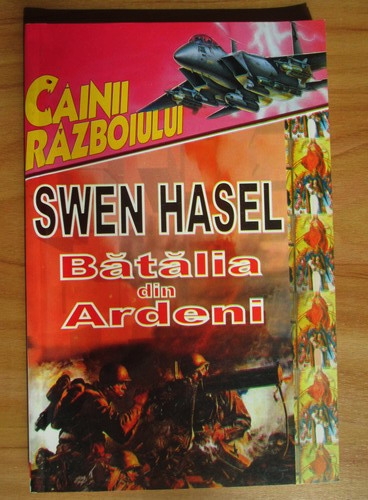 CÂINII
RĂZBOIULUI
SWEN HASEL
Bătălia
din
Ardeni